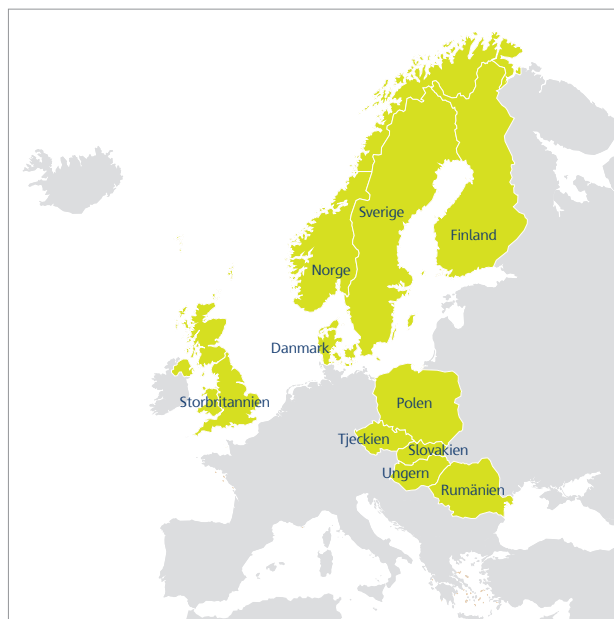 Sverige
Finland
Norge
Danmark
Storbritannien
Polen
Tjeckien
Slovakien
Ungern
Rumänien